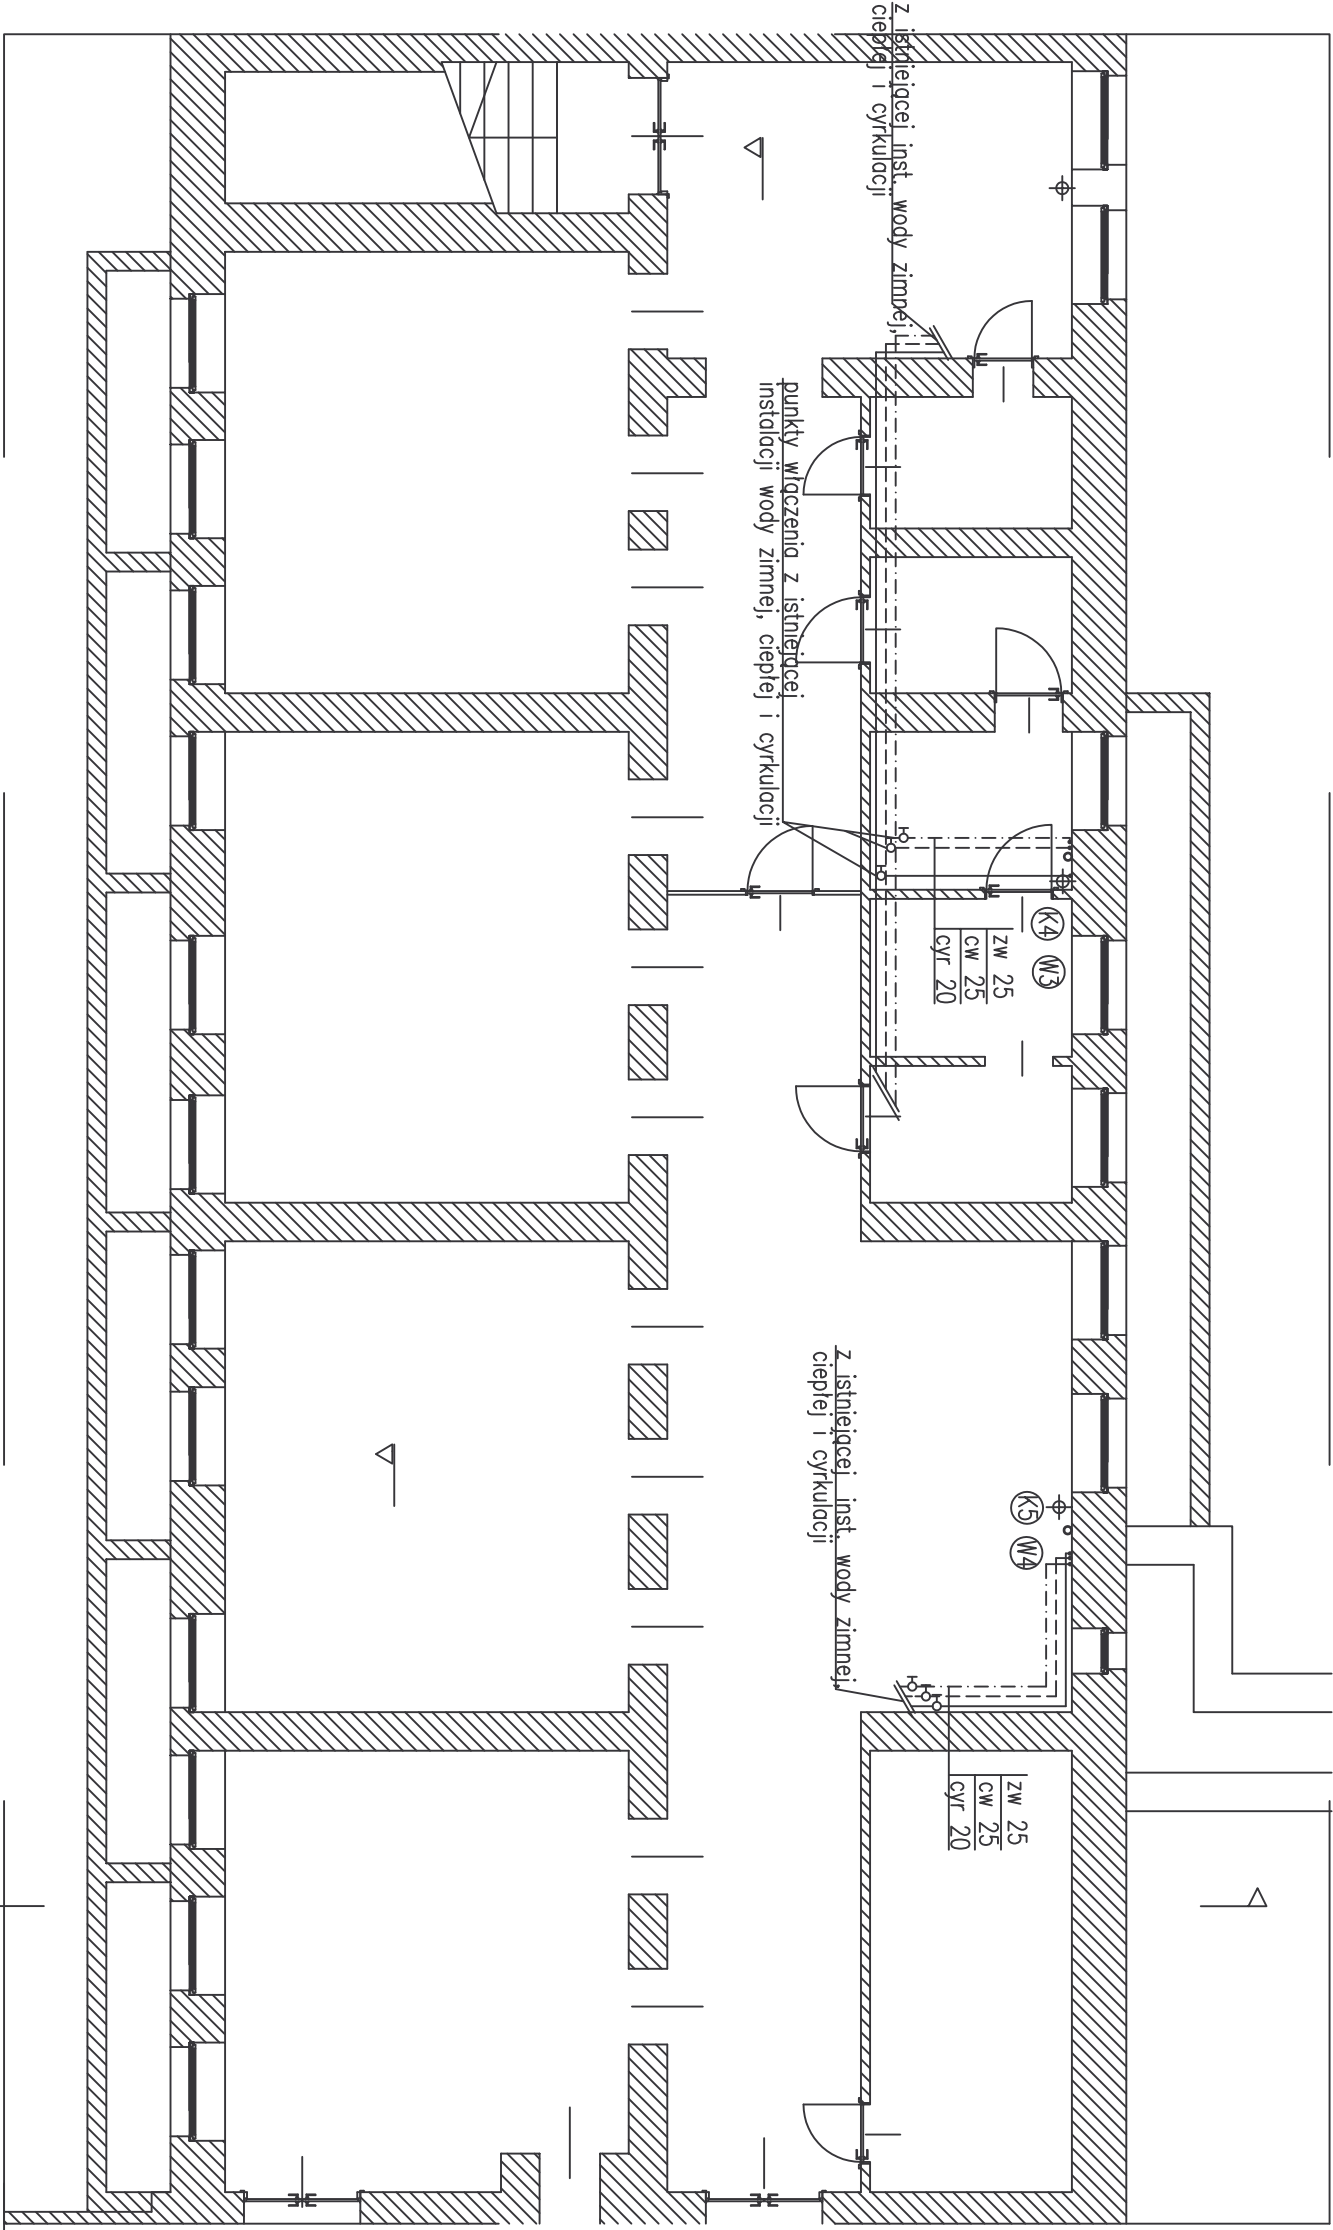 z istniejącej inst. wody zimnej,
ciepłej i cyrkulacji
punkty włączenia z istniejącej
instalacji wody zimnej, ciepłej i cyrkulacji
K4 W3
zw 25
cw 25
cyr 20
z istniejącej inst. wody zimnej,
ciepłej i cyrkulacji
K5 W4
zw 25
cw 25
cyr 20